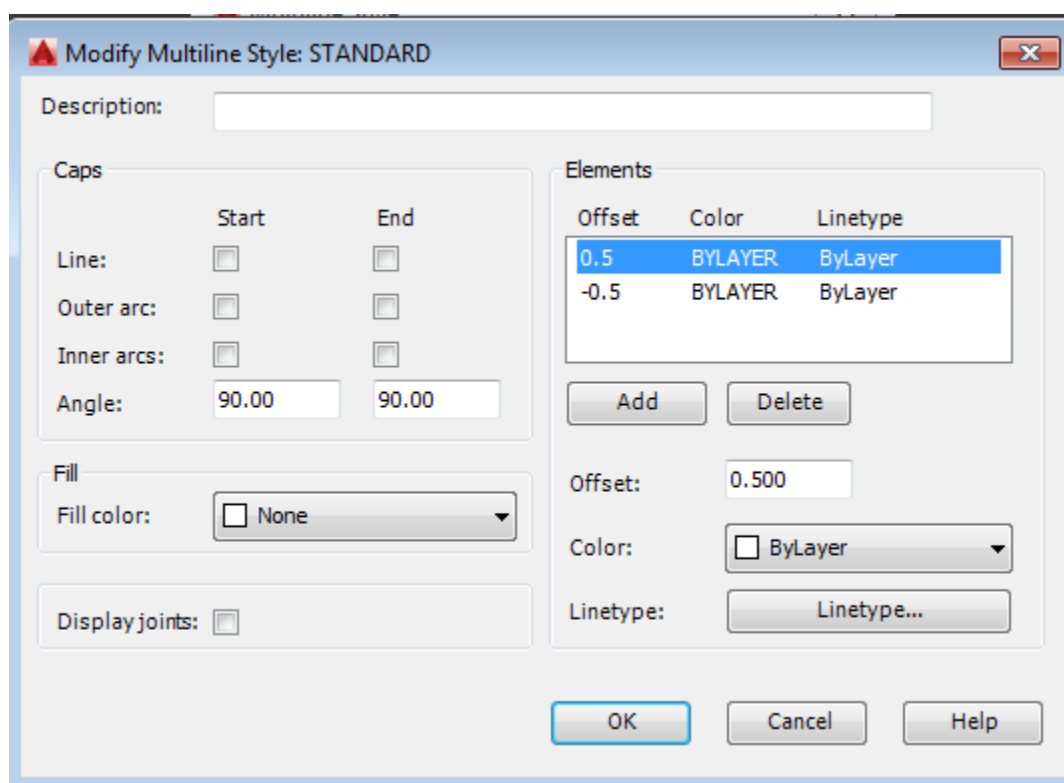 Modify Multiline Style: STANDARD
Description:
Caps
Start End
Line:
Outer arc:
Inner arcs:
Angle: 90.00 90.00
Fill
Fill color: None
Display joints:
Elements
Offset Color Linetype
0.5 BYLAYER ByLayer
-0.5 BYLAYER ByLayer
Add Delete
Offset: 0.500
Color: ByLayer
Linetype: Linetype...
OK Cancel Help